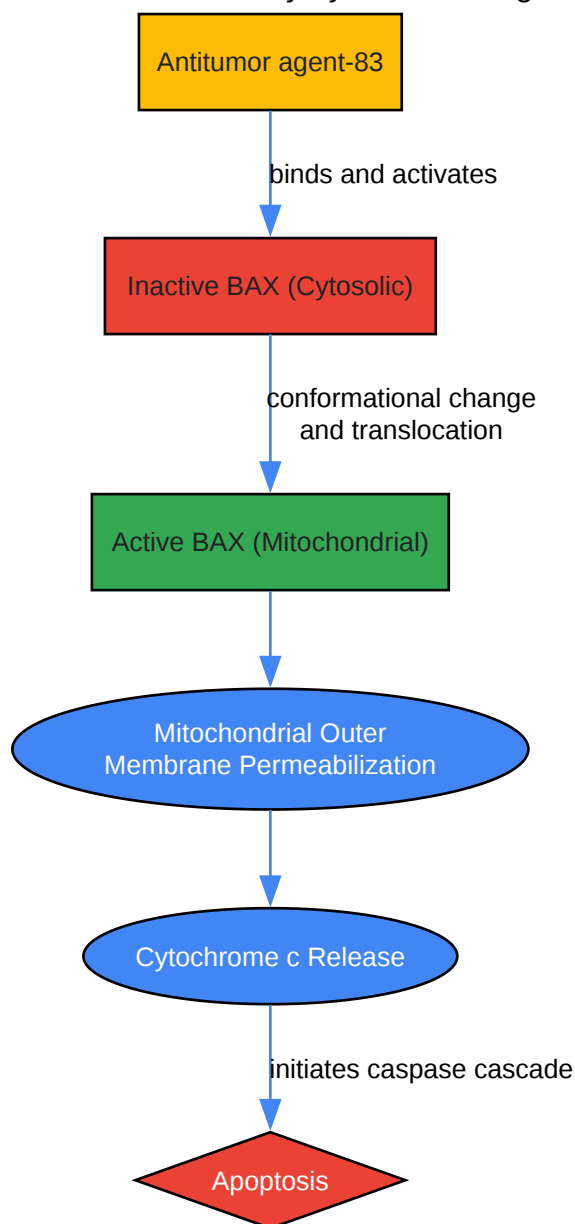 Antitumor agent-83
binds and activates
Inactive BAX (Cytosolic)
conformational change
and translocation
Active BAX (Mitochondrial)
Mitochondrial Outer
Membrane Permeabilization
Cytochrome c Release
initiates caspase cascade
Apoptosis